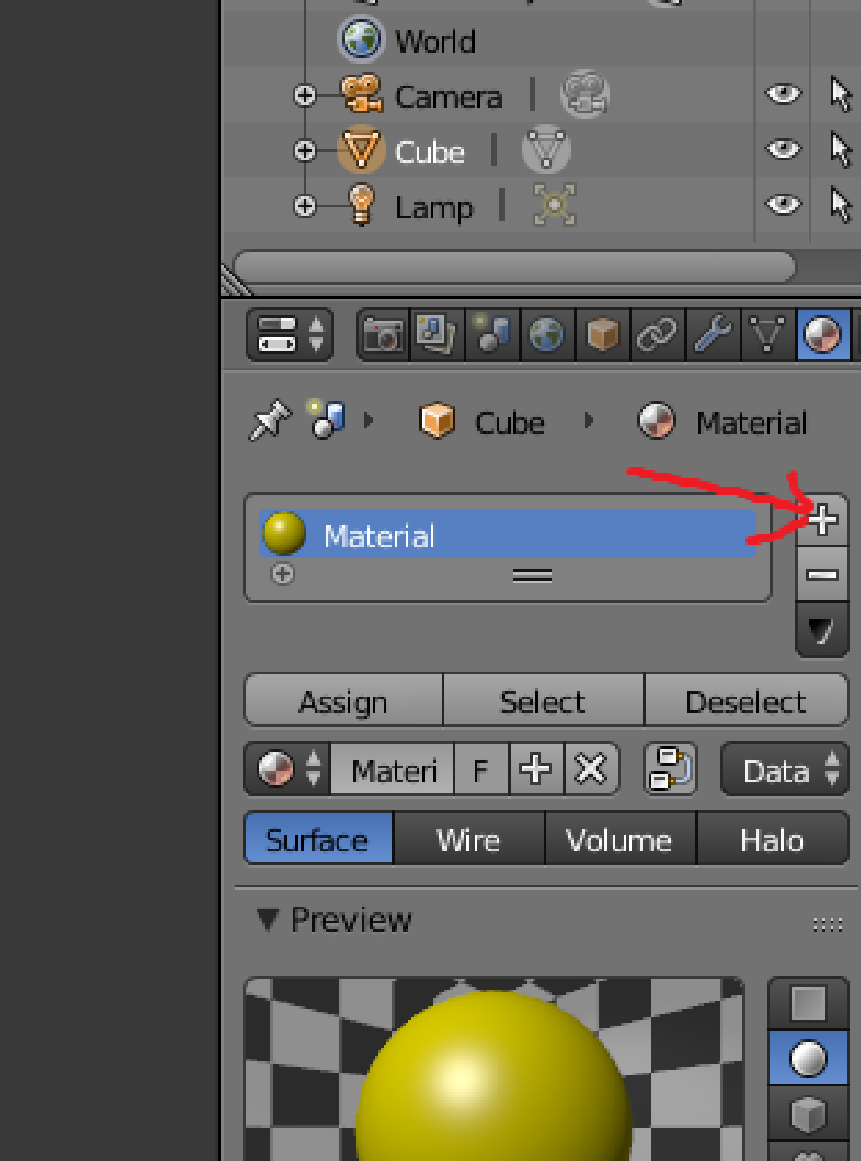 World
Camera
Cube
Lamp
Cube Material
Material
Assign Select Deselect
Materi F Data
Surface Wire Volume Halo
Preview